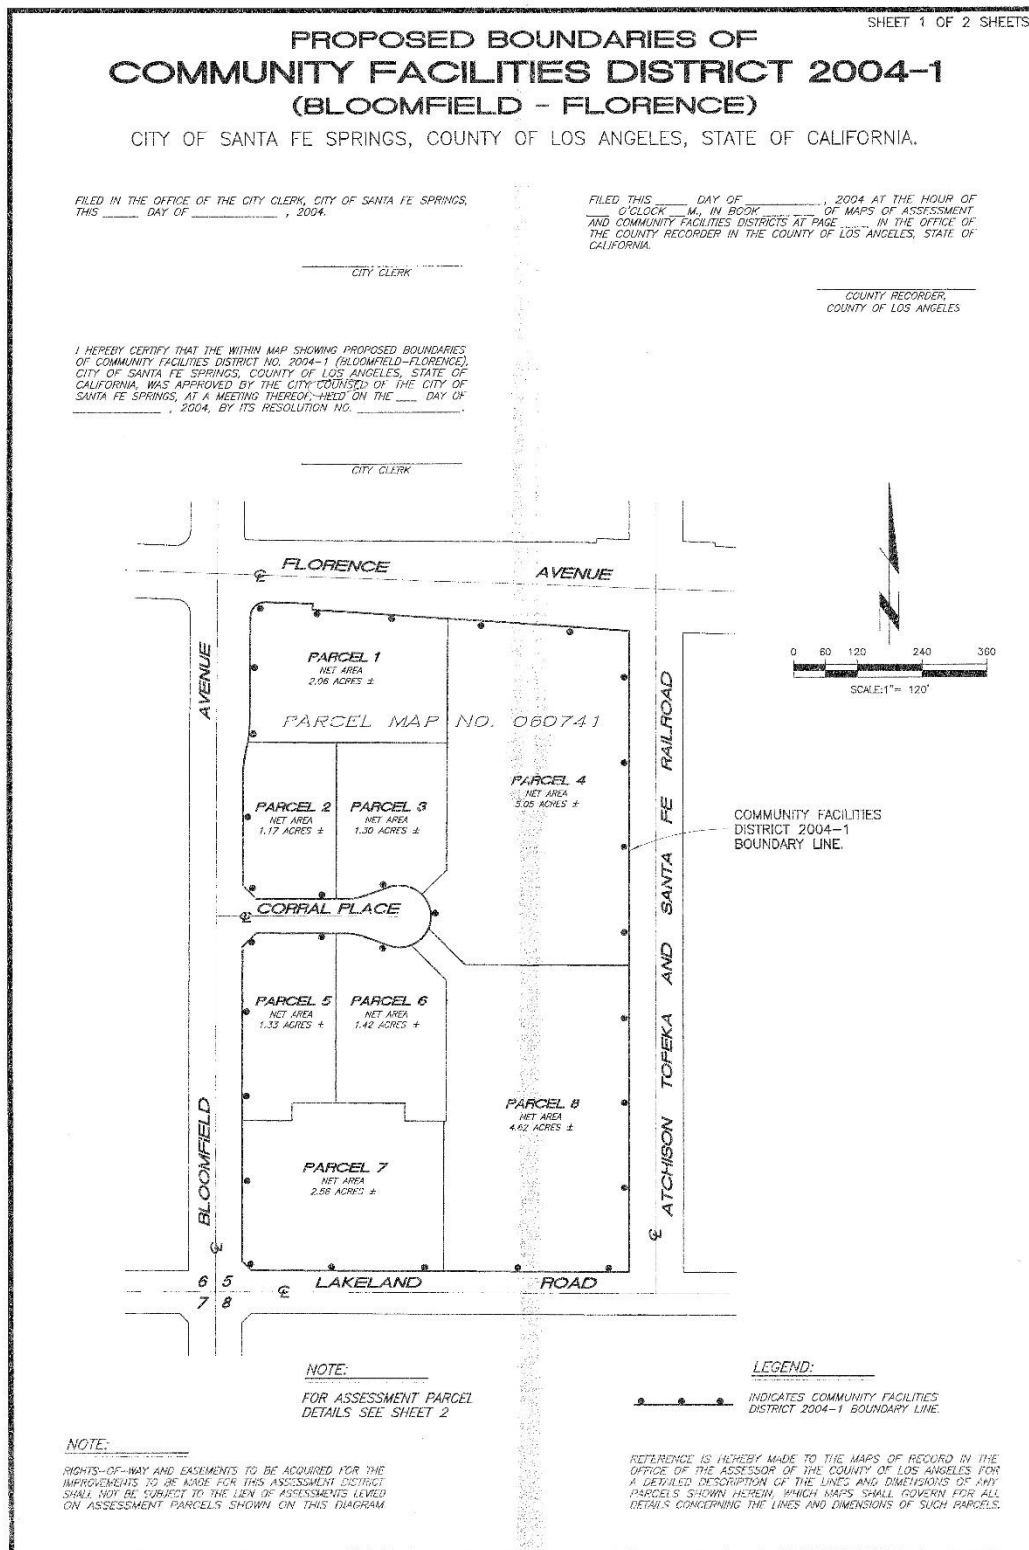 SHEET 1 OF 2 SHEETS
PROPOSED BOUNDARIES OF
COMMUNITY FACILITIES DISTRICT 2004-1
(BLOOMFIELD - FLORENCE)
CITY OF SANTA FE SPRINGS, COUNTY OF LOS ANGELES, STATE OF CALIFORNIA.
FILED IN THE OFFICE OF THE CITY CLERK, CITY OF SANTA FE SPRINGS,
THIS ______ DAY OF ______________ , 2004.
CITY CLERK
FILED THIS ______ DAY OF _____________, 2004 AT THE HOUR OF
___ O'CLOCK ___M., IN BOOK ________ OF MAPS OF ASSESSMENT
AND COMMUNITY FACILITIES DISTRICTS AT PAGE _____, IN THE OFFICE OF
THE COUNTY RECORDER IN THE COUNTY OF LOS ANGELES, STATE OF
CALIFORNIA.
COUNTY RECORDER,
COUNTY OF LOS ANGELES
I HEREBY CERTIFY THAT THE WITHIN MAP SHOWING PROPOSED BOUNDARIES
OF COMMUNITY FACILITIES DISTRICT NO. 2004-1 (BLOOMFIELD-FLORENCE),
CITY OF SANTA FE SPRINGS, COUNTY OF LOS ANGELES, STATE OF
CALIFORNIA, WAS APPROVED BY THE CITY COUNSEL OF THE CITY OF
SANTA FE SPRINGS, AT A MEETING THEREOF, HELD ON THE ___ DAY OF
________________ , 2004, BY ITS RESOLUTION NO. ________________.
CITY CLERK
FLORENCE AVENUE
AVENUE
BLOOMFIELD
PARCEL 1
NET AREA
2.06 ACRES ±
PARCEL MAP NO. 060741
PARCEL 2
NET AREA
1.17 ACRES ±
PARCEL 3
NET AREA
1.30 ACRES ±
PARCEL 4
NET AREA
5.05 ACRES ±
N
0 60 120 240 360
SCALE:1"= 120'
COMMUNITY FACILITIES
DISTRICT 2004-1
BOUNDARY LINE.
ATCHISON TOPEKA AND SANTA FE RAILROAD
CORRAL PLACE
PARCEL 5
NET AREA
1.33 ACRES ±
PARCEL 6
NET AREA
1.42 ACRES ±
PARCEL 7
NET AREA
2.56 ACRES ±
PARCEL 8
NET AREA
4.62 ACRES ±
LAKELAND ROAD
6 5
7 8
NOTE:
FOR ASSESSMENT PARCEL
DETAILS SEE SHEET 2
LEGEND:
INDICATES COMMUNITY FACILITIES
DISTRICT 2004-1 BOUNDARY LINE.
NOTE:
RIGHTS-OF-WAY AND EASEMENTS TO BE ACQUIRED FOR THE
IMPROVEMENTS TO BE MADE FOR THIS ASSESSMENT DISTRICT
SHALL NOT BE SUBJECT TO THE LIEN OF ASSESSMENTS LEVIED
ON ASSESSMENT PARCELS SHOWN ON THIS DIAGRAM
REFERENCE IS HEREBY MADE TO THE MAPS OF RECORD IN THE
OFFICE OF THE ASSESSOR OF THE COUNTY OF LOS ANGELES FOR
A DETAILED DESCRIPTION OF THE LINES AND DIMENSIONS OF ANY
PARCELS SHOWN HEREIN, WHICH MAPS SHALL GOVERN FOR ALL
DETAILS CONCERNING THE LINES AND DIMENSIONS OF SUCH PARCELS.